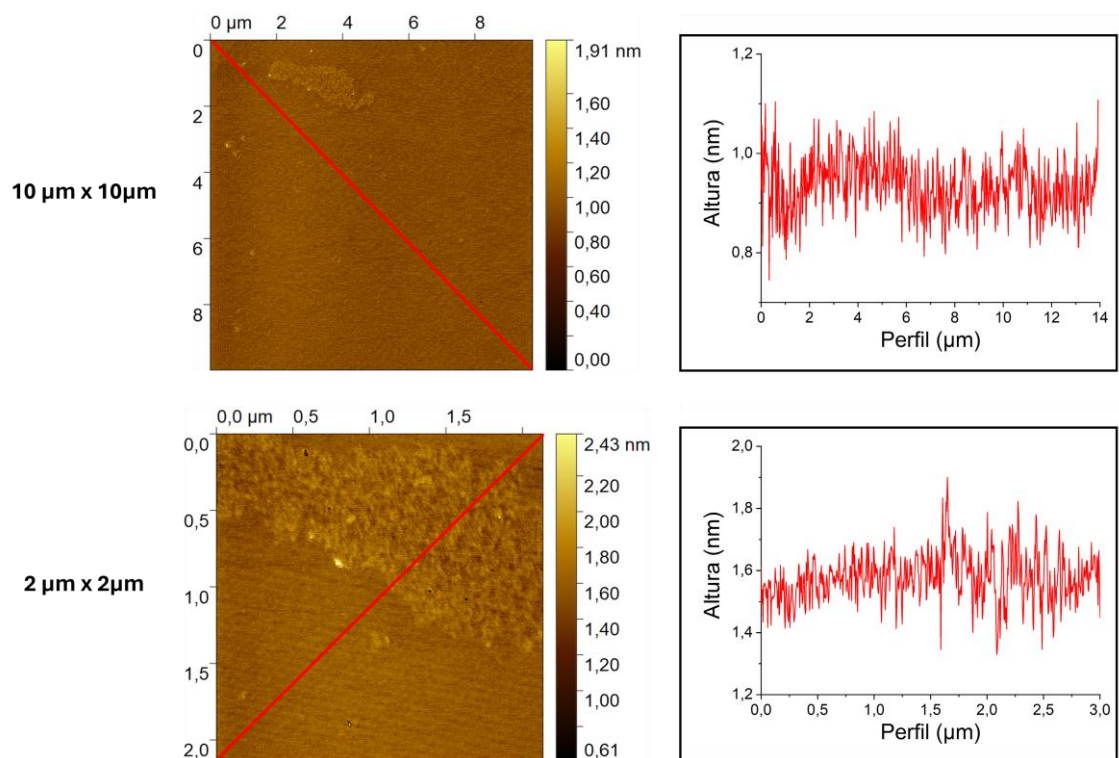 0 µm 2 4 6 8
0
2
4
6
8
1,91 nm
1,60
1,40
1,20
1,00
0,80
0,60
0,40
0,00
10 µm x 10µm
1,2
1,0
0,8
Altura (nm)
0 2 4 6 8 10 12 14
Perfil (µm)
0,0 µm 0,5 1,0 1,5
0,0
0,5
1,0
1,5
2,0
2,43 nm
2,20
2,00
1,80
1,60
1,40
1,20
1,00
0,61
2 µm x 2µm
2,0
1,8
1,6
1,4
1,2
Altura (nm)
0,0 0,5 1,0 1,5 2,0 2,5 3,0
Perfil (µm)